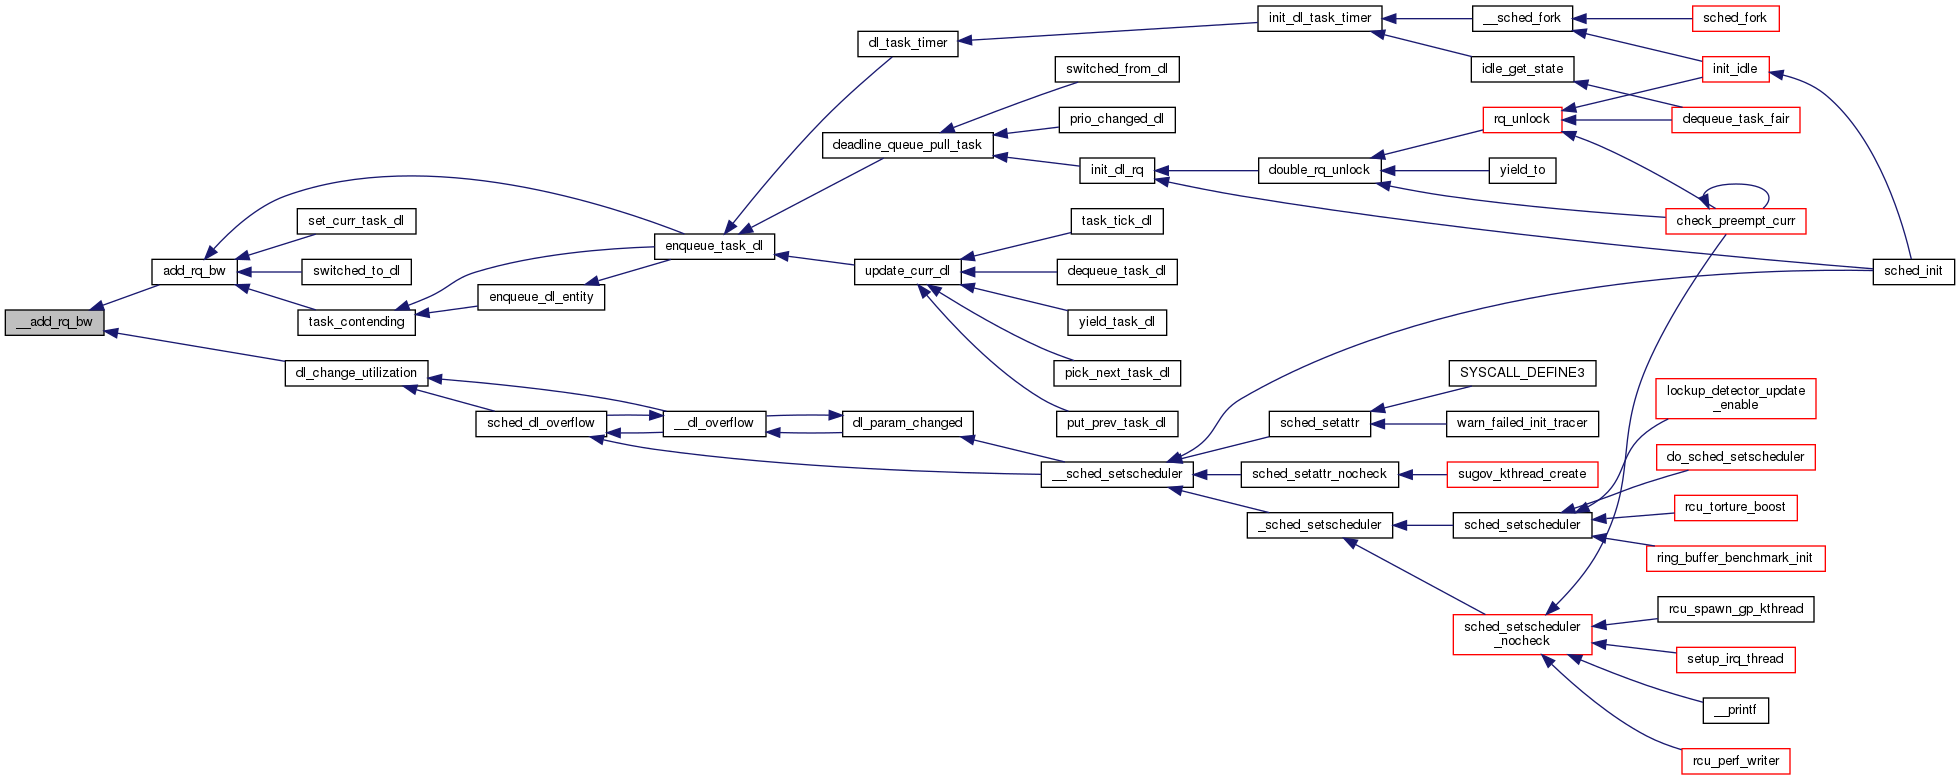 init_dl_task_timer
__sched_fork
sched_fork
dl_task_timer
switched_from_dl
idle_get_state
init_idle
prio_changed_dl
rq_unlock
dequeue_task_fair
deadline_queue_pull_task
init_dl_rq
double_rq_unlock
yield_to
set_curr_task_dl
task_tick_dl
check_preempt_curr
enqueue_task_dl
add_rq_bw
switched_to_dl
update_curr_dl
dequeue_task_dl
sched_init
enqueue_dl_entity
__add_rq_bw
task_contending
yield_task_dl
dl_change_utilization
pick_next_task_dl
SYSCALL_DEFINE3
lockup_detector_update
_enable
sched_dl_overflow
__dl_overflow
dl_param_changed
put_prev_task_dl
sched_setattr
warn_failed_init_tracer
do_sched_setscheduler
__sched_setscheduler
sched_setattr_nocheck
sugov_kthread_create
rcu_torture_boost
_sched_setscheduler
sched_setscheduler
ring_buffer_benchmark_init
rcu_spawn_gp_kthread
sched_setscheduler
_nocheck
setup_irq_thread
__printf
rcu_perf_writer